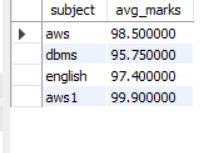 subject avg_marks
aws 98.500000
dbms 95.750000
english 97.400000
aws1 99.900000